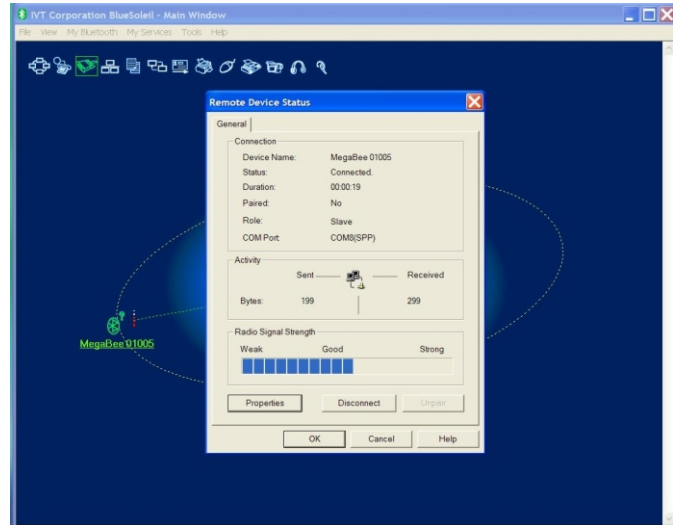 IVT Corporation BlueSoleil - Main Window
File View My Bluetooth My Services Tools Help
Remote Device Status
General
Connection
Device Name: MegaBee 01005
Status: Connected.
Duration: 00:00:19
Paired: No
Role: Slave
COM Port: COM8(SPP)
Activity
Sent Received
Bytes: 199 299
MegaBee 01005
Radio Signal Strength
Weak Good Strong
Properties Disconnect Unpair
OK Cancel Help